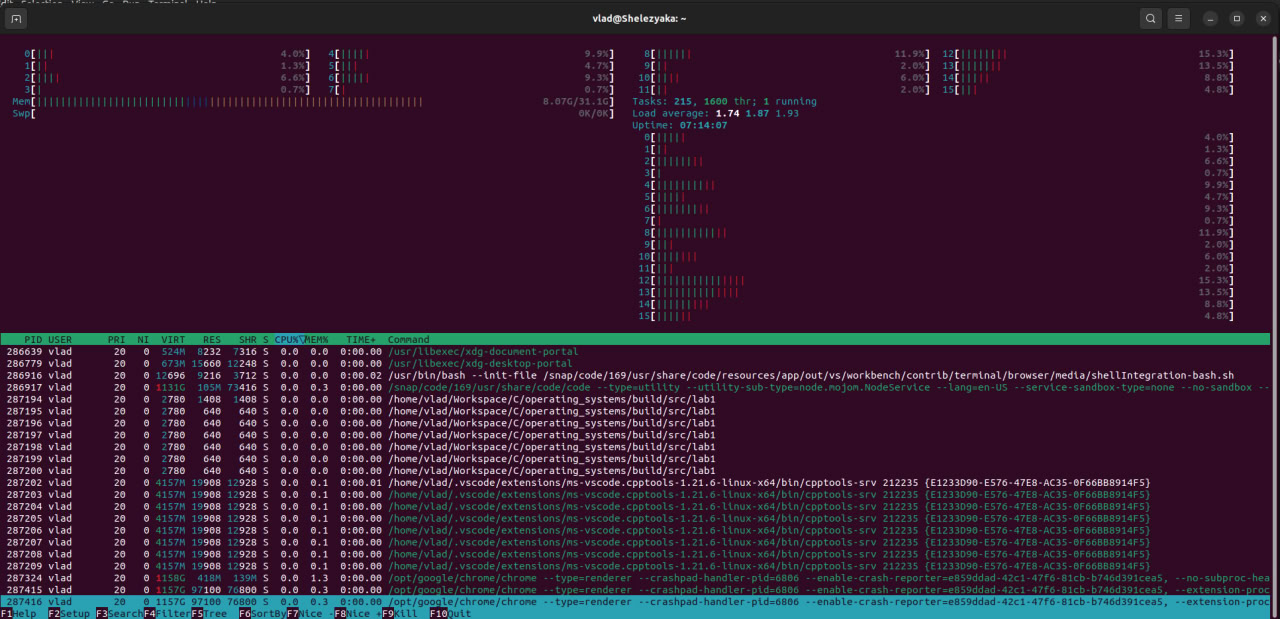 Edit Selection View Go Run Terminal Help
vlad@Shelezyaka: ~
0[||| 4.0%] 4[||||| 9.9%] 8[|||||| 11.9%] 12[|||||||| 15.3%]
1[|| 1.3%] 5[||| 4.7%] 9[|| 2.0%] 13[||||||| 13.5%]
2[|||| 6.6%] 6[||||| 9.3%] 10[|||| 6.0%] 14[||||| 8.8%]
3[| 0.7%] 7[| 0.7%] 11[|| 2.0%] 15[||| 4.8%]
Mem[ 8.07G/31.1G] Tasks: 215, 1600 thr; 1 running
Swp[ 0K/0K] Load average: 1.74 1.87 1.93
Uptime: 07:14:07
0[||||| 4.0%]
1[|| 1.3%]
2[|||||||| 6.6%]
3[| 0.7%]
4[|||||||||| 9.9%]
5[||||| 4.7%]
6[||||||||| 9.3%]
7[| 0.7%]
8[|||||||||||| 11.9%]
9[||| 2.0%]
10[||||||| 6.0%]
11[||| 2.0%]
12[||||||||||||||| 15.3%]
13[|||||||||||||| 13.5%]
14[||||||||| 8.8%]
15[|||||| 4.8%]
PID USER PRI NI VIRT RES SHR S CPU%▽MEM% TIME+ Command
286639 vlad 20 0 524M 8232 7316 S 0.0 0.0 0:00.00 /usr/libexec/xdg-document-portal
286779 vlad 20 0 673M 15660 12248 S 0.0 0.0 0:00.00 /usr/libexec/xdg-desktop-portal
286916 vlad 20 0 12696 9216 3712 S 0.0 0.0 0:00.02 /usr/bin/bash --init-file /snap/code/169/usr/share/code/resources/app/out/vs/workbench/contrib/terminal/browser/media/shellIntegration-bash.sh
286917 vlad 20 0 1131G 105M 73416 S 0.0 0.3 0:00.00 /snap/code/169/usr/share/code/code --type=utility --utility-sub-type=node.mojom.NodeService --lang=en-US --service-sandbox-type=none --no-sandbox --
287194 vlad 20 0 2780 1408 1408 S 0.0 0.0 0:00.00 /home/vlad/Workspace/C/operating_systems/build/src/lab1
287195 vlad 20 0 2780 640 640 S 0.0 0.0 0:00.00 /home/vlad/Workspace/C/operating_systems/build/src/lab1
287196 vlad 20 0 2780 640 640 S 0.0 0.0 0:00.00 /home/vlad/Workspace/C/operating_systems/build/src/lab1
287197 vlad 20 0 2780 640 640 S 0.0 0.0 0:00.00 /home/vlad/Workspace/C/operating_systems/build/src/lab1
287198 vlad 20 0 2780 640 640 S 0.0 0.0 0:00.00 /home/vlad/Workspace/C/operating_systems/build/src/lab1
287199 vlad 20 0 2780 640 640 S 0.0 0.0 0:00.00 /home/vlad/Workspace/C/operating_systems/build/src/lab1
287200 vlad 20 0 2780 640 640 S 0.0 0.0 0:00.00 /home/vlad/Workspace/C/operating_systems/build/src/lab1
287202 vlad 20 0 4157M 19908 12928 S 0.0 0.1 0:00.01 /home/vlad/.vscode/extensions/ms-vscode.cpptools-1.21.6-linux-x64/bin/cpptools-srv 212235 {E1233D90-E576-47E8-AC35-0F66BB8914F5}
287203 vlad 20 0 4157M 19908 12928 S 0.0 0.1 0:00.00 /home/vlad/.vscode/extensions/ms-vscode.cpptools-1.21.6-linux-x64/bin/cpptools-srv 212235 {E1233D90-E576-47E8-AC35-0F66BB8914F5}
287204 vlad 20 0 4157M 19908 12928 S 0.0 0.1 0:00.00 /home/vlad/.vscode/extensions/ms-vscode.cpptools-1.21.6-linux-x64/bin/cpptools-srv 212235 {E1233D90-E576-47E8-AC35-0F66BB8914F5}
287205 vlad 20 0 4157M 19908 12928 S 0.0 0.1 0:00.00 /home/vlad/.vscode/extensions/ms-vscode.cpptools-1.21.6-linux-x64/bin/cpptools-srv 212235 {E1233D90-E576-47E8-AC35-0F66BB8914F5}
287206 vlad 20 0 4157M 19908 12928 S 0.0 0.1 0:00.00 /home/vlad/.vscode/extensions/ms-vscode.cpptools-1.21.6-linux-x64/bin/cpptools-srv 212235 {E1233D90-E576-47E8-AC35-0F66BB8914F5}
287207 vlad 20 0 4157M 19908 12928 S 0.0 0.1 0:00.00 /home/vlad/.vscode/extensions/ms-vscode.cpptools-1.21.6-linux-x64/bin/cpptools-srv 212235 {E1233D90-E576-47E8-AC35-0F66BB8914F5}
287208 vlad 20 0 4157M 19908 12928 S 0.0 0.1 0:00.00 /home/vlad/.vscode/extensions/ms-vscode.cpptools-1.21.6-linux-x64/bin/cpptools-srv 212235 {E1233D90-E576-47E8-AC35-0F66BB8914F5}
287209 vlad 20 0 4157M 19908 12928 S 0.0 0.1 0:00.00 /home/vlad/.vscode/extensions/ms-vscode.cpptools-1.21.6-linux-x64/bin/cpptools-srv 212235 {E1233D90-E576-47E8-AC35-0F66BB8914F5}
287324 vlad 20 0 1158G 418M 139M S 0.0 1.3 0:00.00 /opt/google/chrome/chrome --type=renderer --crashpad-handler-pid=6806 --enable-crash-reporter=e859ddad-42c1-47f6-81cb-b746d391cea5, --no-subproc-hea
287415 vlad 20 0 1157G 97100 76800 S 0.0 0.3 0:00.00 /opt/google/chrome/chrome --type=renderer --crashpad-handler-pid=6806 --enable-crash-reporter=e859ddad-42c1-47f6-81cb-b746d391cea5, --extension-proc
287416 vlad 20 0 1157G 97100 76800 S 0.0 0.3 0:00.00 /opt/google/chrome/chrome --type=renderer --crashpad-handler-pid=6806 --enable-crash-reporter=e859ddad-42c1-47f6-81cb-b746d391cea5, --extension-proc
F1Help F2Setup F3SearchF4FilterF5Tree F6SortByF7Nice -F8Nice +F9Kill F10Quit